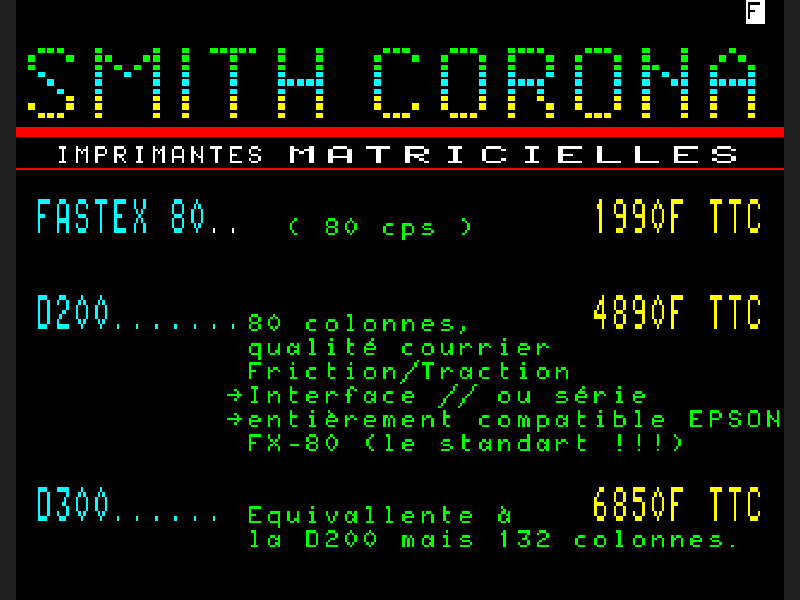 F
SMITH CORONA
IMPRIMANTES MATRICIELLES
FASTEX 80.. ( 80 cps ) 1990F TTC
D200.......80 colonnes, 4890F TTC
qualité courrier
Friction/Traction
→Interface // ou série
→entièrement compatible EPSON
FX-80 (le standart !!!)
D300...... Equivallente à 6850F TTC
la D200 mais 132 colonnes.